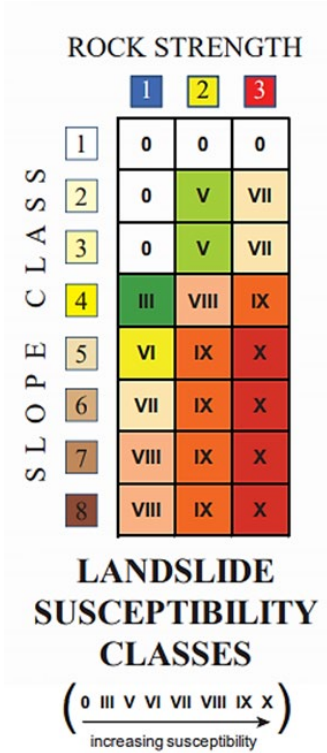 ROCK STRENGTH
1 2 3
SLOPE CLASS
1 0 0 0
2 0 V VII
3 0 V VII
4 III VIII IX
5 VI IX X
6 VII IX X
7 VIII IX X
8 VIII IX X
LANDSLIDE
SUSCEPTIBILITY
CLASSES
(0 III V VI VII VIII IX X)
increasing susceptibility